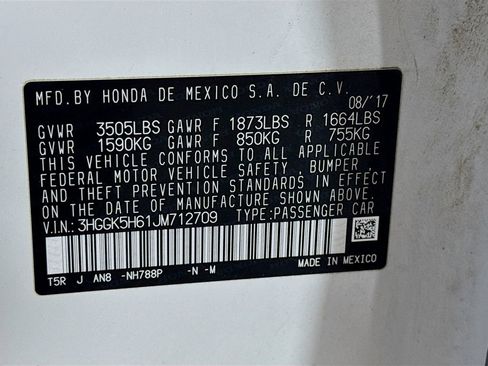 MFD.BY HONDA DE MEXICO S.A. DE C.V.
08/'17
GVWR 3505LBS GAWR F 1873LBS R 1664LBS
GVWR 1590KG GAWR F 850KG R 755KG
THIS VEHICLE CONFORMS TO ALL APPLICABLE
FEDERAL MOTOR VEHICLE SAFETY, BUMPER,
AND THEFT PREVENTION STANDARDS IN EFFECT
ON THE DATE OF MANUFACTURE SHOWN ABOVE.
V.I.N.: 3HGGK5H61JM712709 TYPE:PASSENGER CAR
T5R J AN8 -NH788P -N -M
MADE IN MEXICO